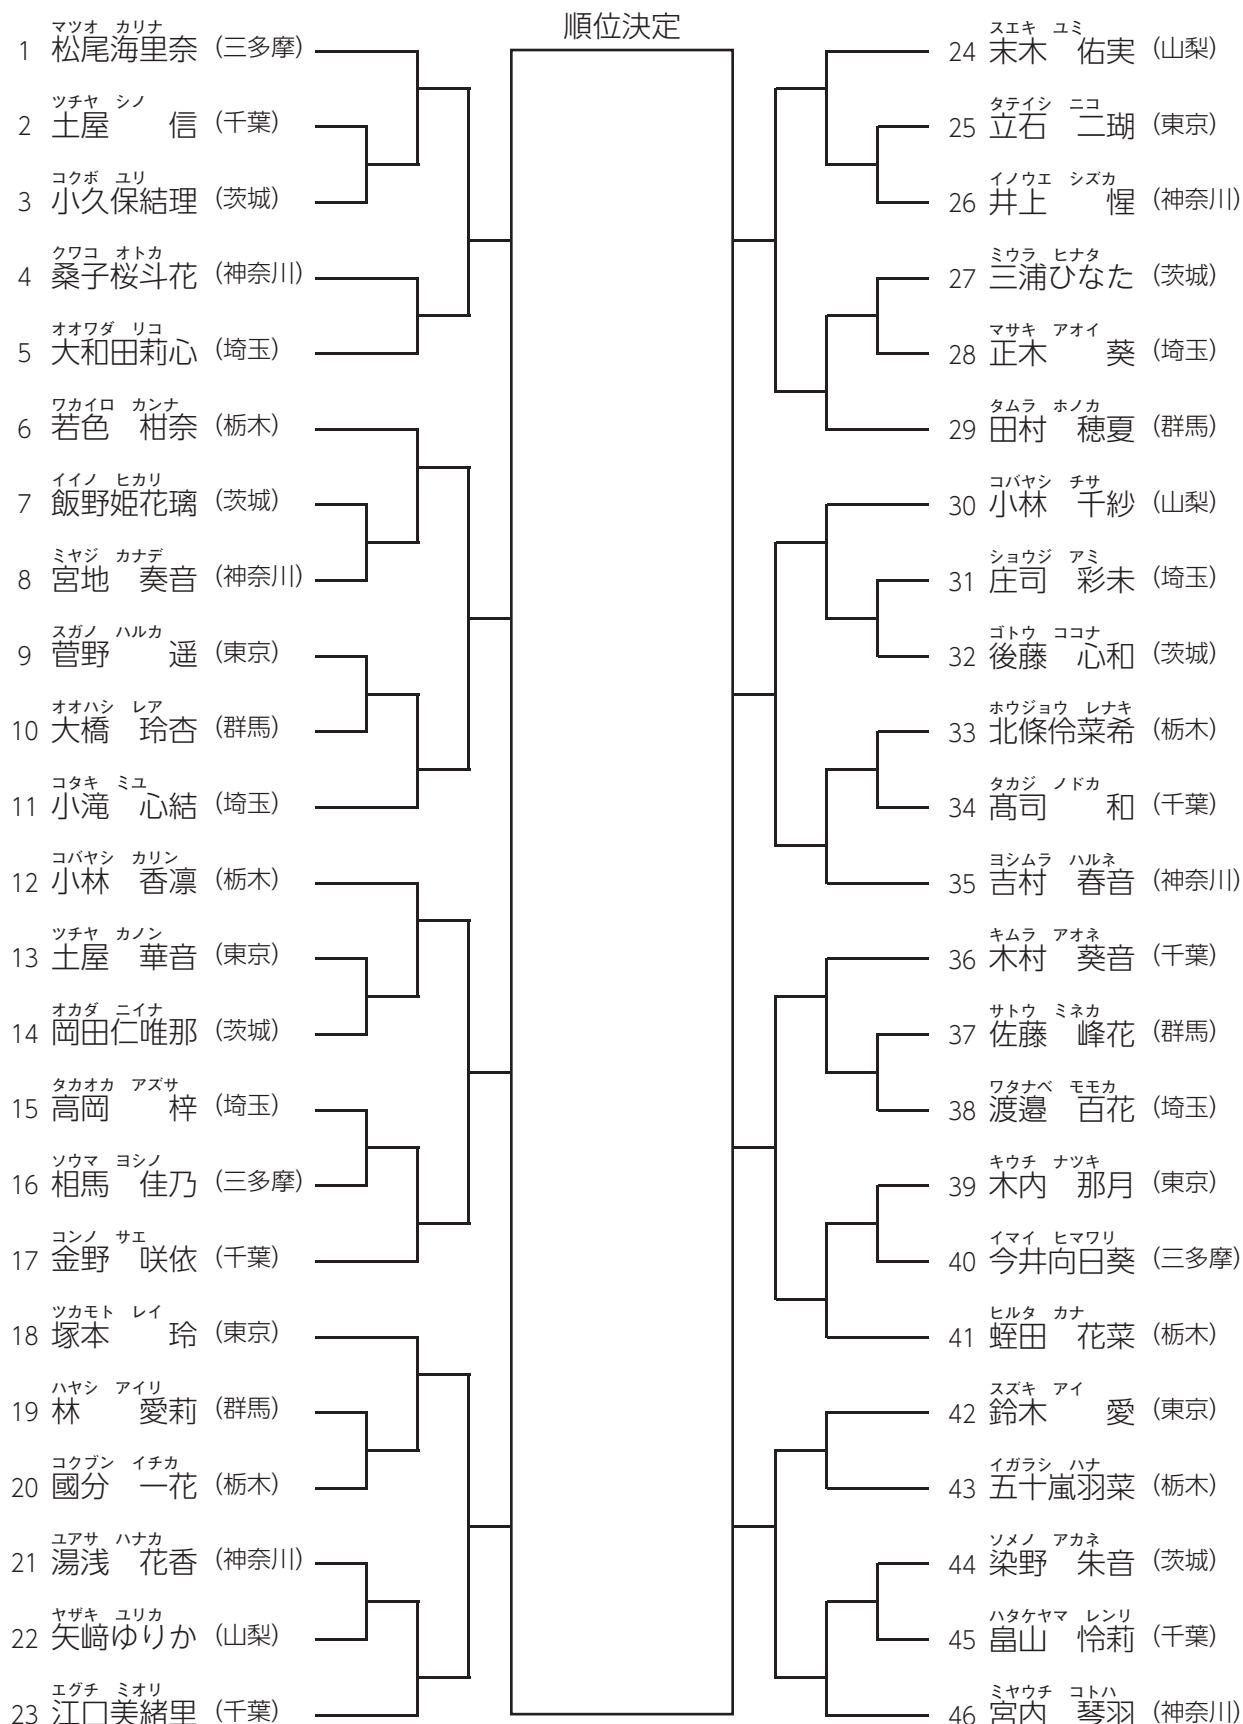 順位決定
マツオ カリナ
1 松尾海里奈 (三多摩)
ツチヤ シノ
2 土屋 信 (千葉)
コクボ ユリ
3 小久保結理 (茨城)
クワコ オトカ
4 桑子桜斗花 (神奈川)
オオワダ リコ
5 大和田莉心 (埼玉)
ワカイロ カンナ
6 若色 柑奈 (栃木)
イイノ ヒカリ
7 飯野姫花璃 (茨城)
ミヤジ カナデ
8 宮地 奏音 (神奈川)
スガノ ハルカ
9 菅野 遥 (東京)
オオハシ レア
10 大橋 玲杏 (群馬)
コタキ ミユ
11 小滝 心結 (埼玉)
コバヤシ カリン
12 小林 香凛 (栃木)
ツチヤ カノン
13 土屋 華音 (東京)
オカダ ニイナ
14 岡田仁唯那 (茨城)
タカオカ アズサ
15 高岡 梓 (埼玉)
ソウマ ヨシノ
16 相馬 佳乃 (三多摩)
コンノ サエ
17 金野 咲依 (千葉)
ツカモト レイ
18 塚本 玲 (東京)
ハヤシ アイリ
19 林 愛莉 (群馬)
コクブン イチカ
20 國分 一花 (栃木)
ユアサ ハナカ
21 湯浅 花香 (神奈川)
ヤザキ ユリカ
22 矢﨑ゆりか (山梨)
エグチ ミオリ
23 江口美緒里 (千葉)
スエキ ユミ
24 末木 佑実 (山梨)
タテイシ ニコ
25 立石 二瑚 (東京)
イノウエ シズカ
26 井上 惺 (神奈川)
ミウラ ヒナタ
27 三浦ひなた (茨城)
マサキ アオイ
28 正木 葵 (埼玉)
タムラ ホノカ
29 田村 穂夏 (群馬)
コバヤシ チサ
30 小林 千紗 (山梨)
ショウジ アミ
31 庄司 彩未 (埼玉)
ゴトウ ココナ
32 後藤 心和 (茨城)
ホウジョウ レナキ
33 北條伶菜希 (栃木)
タカジ ノドカ
34 髙司 和 (千葉)
ヨシムラ ハルネ
35 吉村 春音 (神奈川)
キムラ アオネ
36 木村 葵音 (千葉)
サトウ ミネカ
37 佐藤 峰花 (群馬)
ワタナベ モモカ
38 渡邉 百花 (埼玉)
キウチ ナツキ
39 木内 那月 (東京)
イマイ ヒマワリ
40 今井向日葵 (三多摩)
ヒルタ カナ
41 蛭田 花菜 (栃木)
スズキ アイ
42 鈴木 愛 (東京)
イガラシ ハナ
43 五十嵐羽菜 (栃木)
ソメノ アカネ
44 染野 朱音 (茨城)
ハタケヤマ レンリ
45 畠山 怜莉 (千葉)
ミヤウチ コトハ
46 宮内 琴羽 (神奈川)